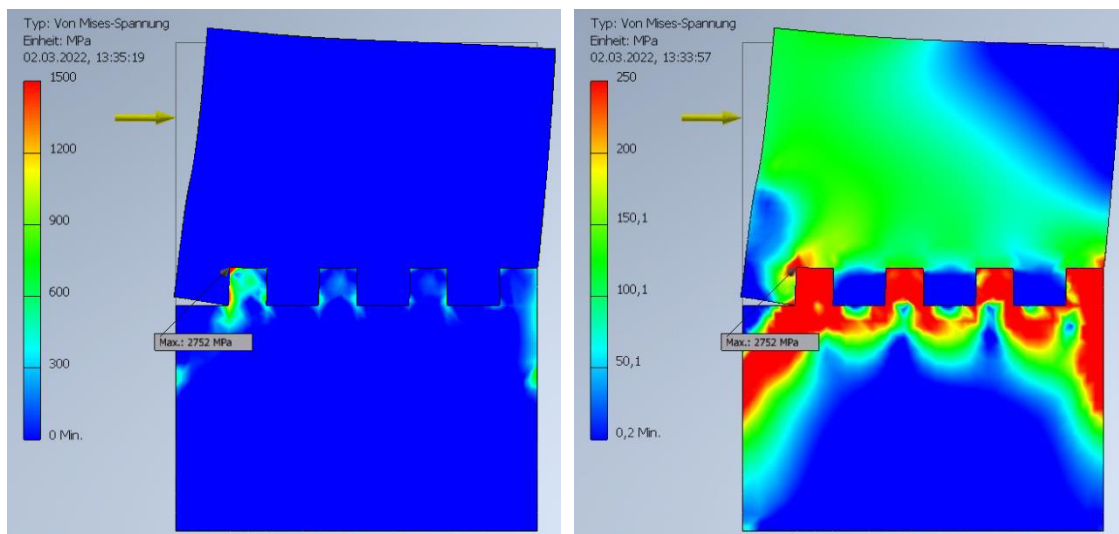 Typ: Von Mises-Spannung
Einheit: MPa
02.03.2022, 13:35:19
1500
1200
900
600
300
0 Min.
Max.: 2752 MPa
Typ: Von Mises-Spannung
Einheit: MPa
02.03.2022, 13:33:57
250
200
150,1
100,1
50,1
0,2 Min.
Max.: 2752 MPa